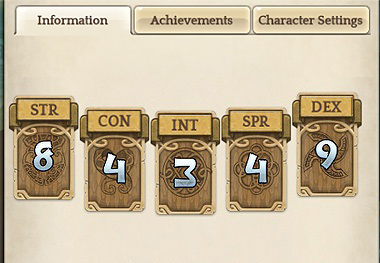 Information Achievements Character Settings
STR CON INT SPR DEX
8 4 3 4 9